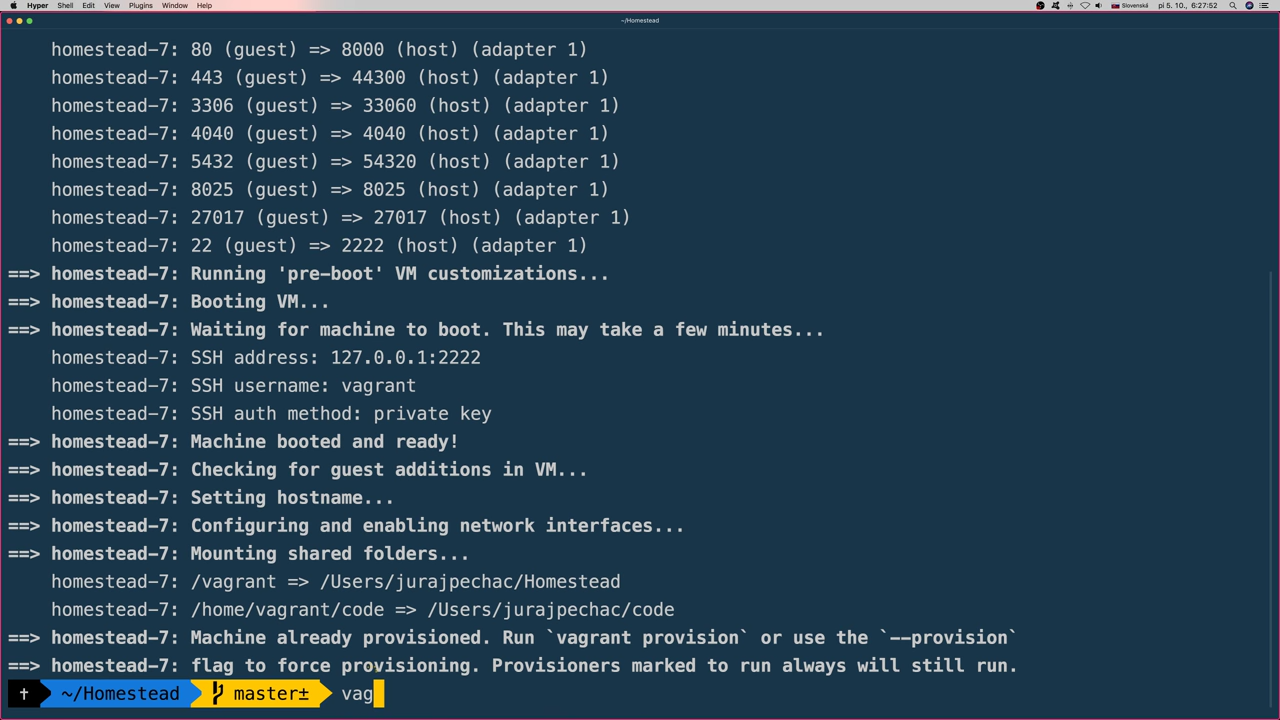 Hyper Shell Edit View Plugins Window Help Slovenská pi 5. 10., 6:27:52
~/Homestead
homestead-7: 80 (guest) => 8000 (host) (adapter 1)
homestead-7: 443 (guest) => 44300 (host) (adapter 1)
homestead-7: 3306 (guest) => 33060 (host) (adapter 1)
homestead-7: 4040 (guest) => 4040 (host) (adapter 1)
homestead-7: 5432 (guest) => 54320 (host) (adapter 1)
homestead-7: 8025 (guest) => 8025 (host) (adapter 1)
homestead-7: 27017 (guest) => 27017 (host) (adapter 1)
homestead-7: 22 (guest) => 2222 (host) (adapter 1)
==> homestead-7: Running 'pre-boot' VM customizations...
==> homestead-7: Booting VM...
==> homestead-7: Waiting for machine to boot. This may take a few minutes...
homestead-7: SSH address: 127.0.0.1:2222
homestead-7: SSH username: vagrant
homestead-7: SSH auth method: private key
==> homestead-7: Machine booted and ready!
==> homestead-7: Checking for guest additions in VM...
==> homestead-7: Setting hostname...
==> homestead-7: Configuring and enabling network interfaces...
==> homestead-7: Mounting shared folders...
homestead-7: /vagrant => /Users/jurajpechac/Homestead
homestead-7: /home/vagrant/code => /Users/jurajpechac/code
==> homestead-7: Machine already provisioned. Run `vagrant provision` or use the `--provision`
==> homestead-7: flag to force provisioning. Provisioners marked to run always will still run.
✝ ~/Homestead master± vag